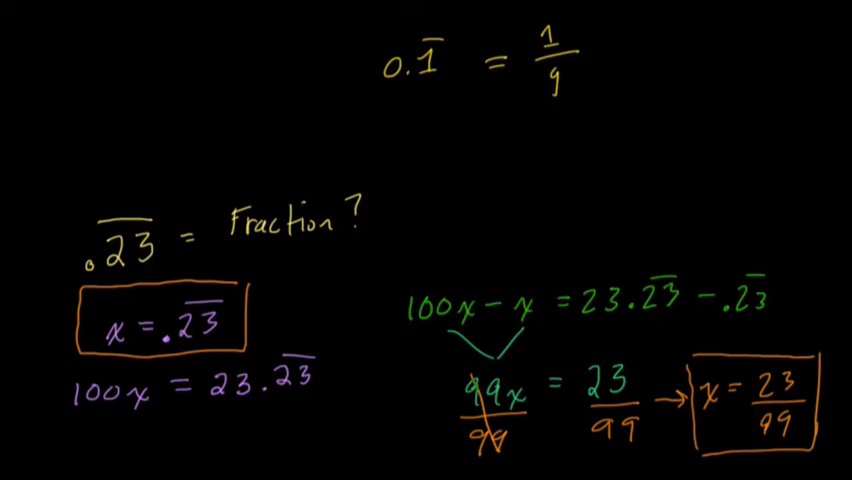 0.1̅ = 1/9
.2̅3̅ = Fraction?
x = .2̅3̅
100x = 23.2̅3̅
100x - x = 23.2̅3̅ - .2̅3̅
99x/99 = 23/99 → x = 23/99